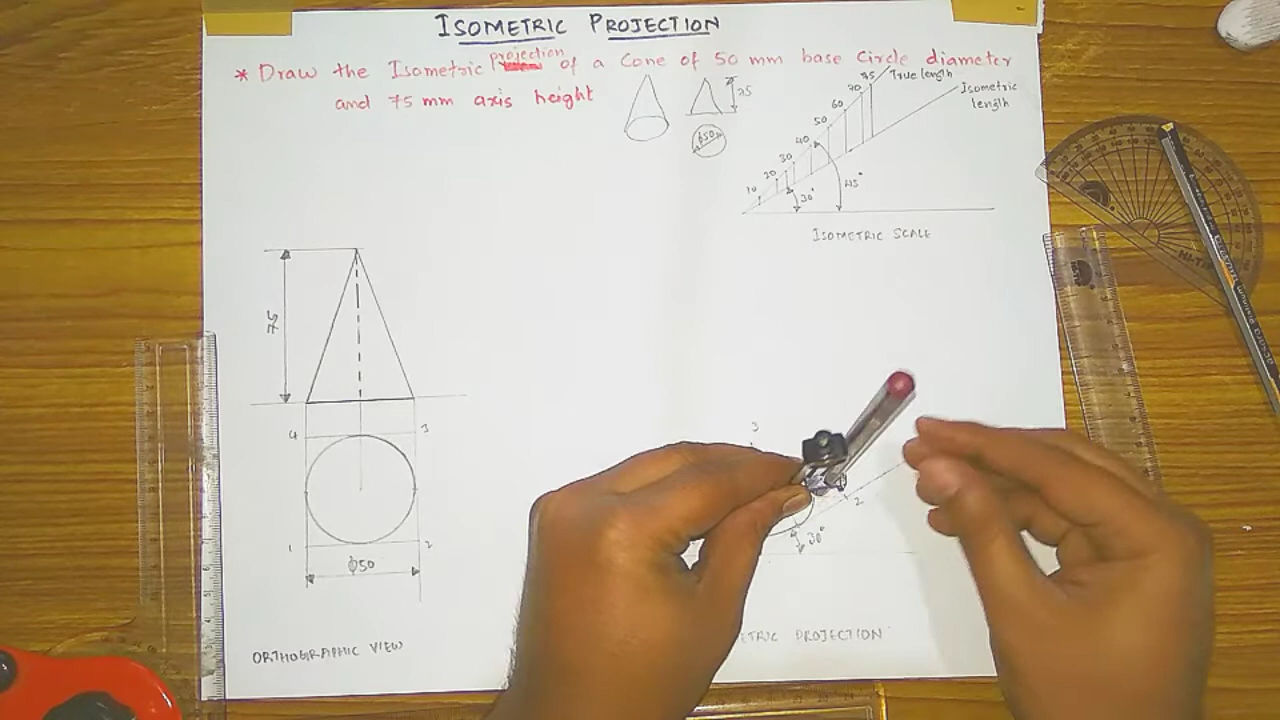 ISOMETRIC PROJECTION
* Draw the Isometric projection of a Cone of 50 mm base Circle diameter
and 75 mm axis height
75
ϕ50
10
20
30
40
50
60
70
75
True length
Isometric
length
30°
45°
ISOMETRIC SCALE
75
4
3
1
2
ϕ50
ORTHOGRAPHIC VIEW
3
2
30°
ETRIC PROJECTION